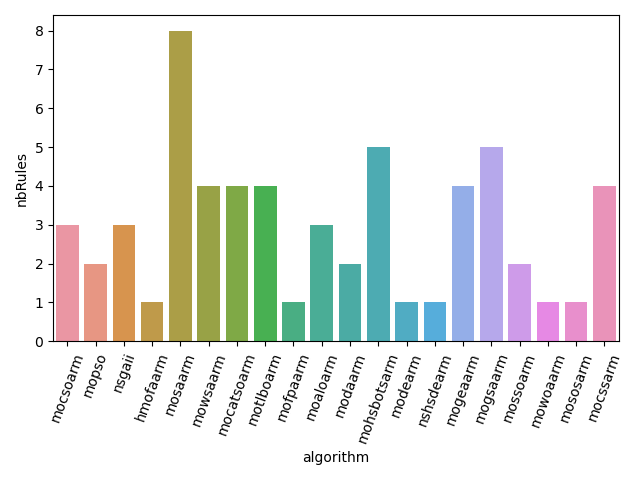 8
7
6
5
4
3
2
1
0
nbRules
mocsoarm
mopso
nsgaii
hmofaarm
mosaarm
mowsaarm
mocatsoarm
motlboarm
mofpaarm
moaloarm
modaarm
mohsbotsarm
modearm
nshsdearm
mogeaarm
mogsaarm
mossoarm
mowoaarm
mososarm
mocssarm
algorithm